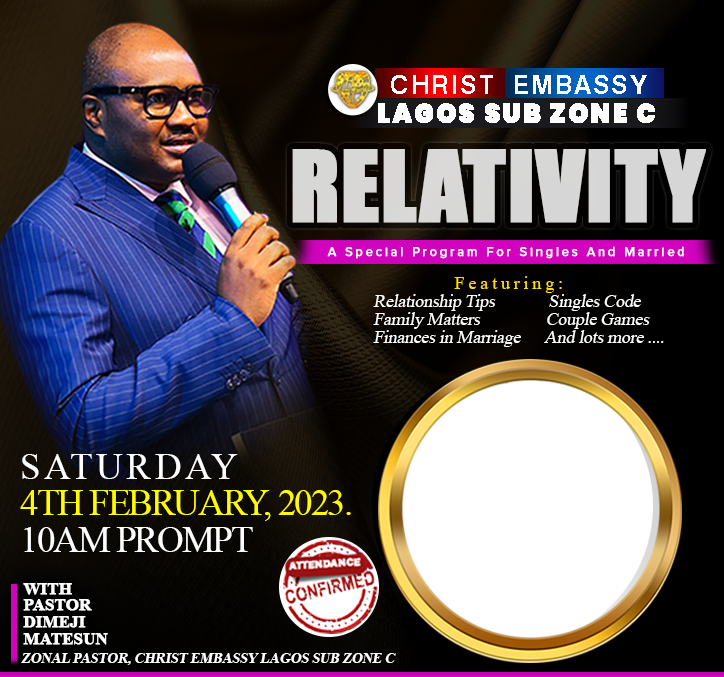 CHRIST EMBASSY
LAGOS SUB ZONE C
RELATIVITY
A Special Program For Singles And Married
Featuring:
Relationship Tips Singles Code
Family Matters Couple Games
Finances in Marriage And lots more ....
SATURDAY
4TH FEBRUARY, 2023.
10AM PROMPT
ATTENDANCE
CONFIRMED
WITH
PASTOR
DIMEJI
MATESUN
ZONAL PASTOR, CHRIST EMBASSY LAGOS SUB ZONE C